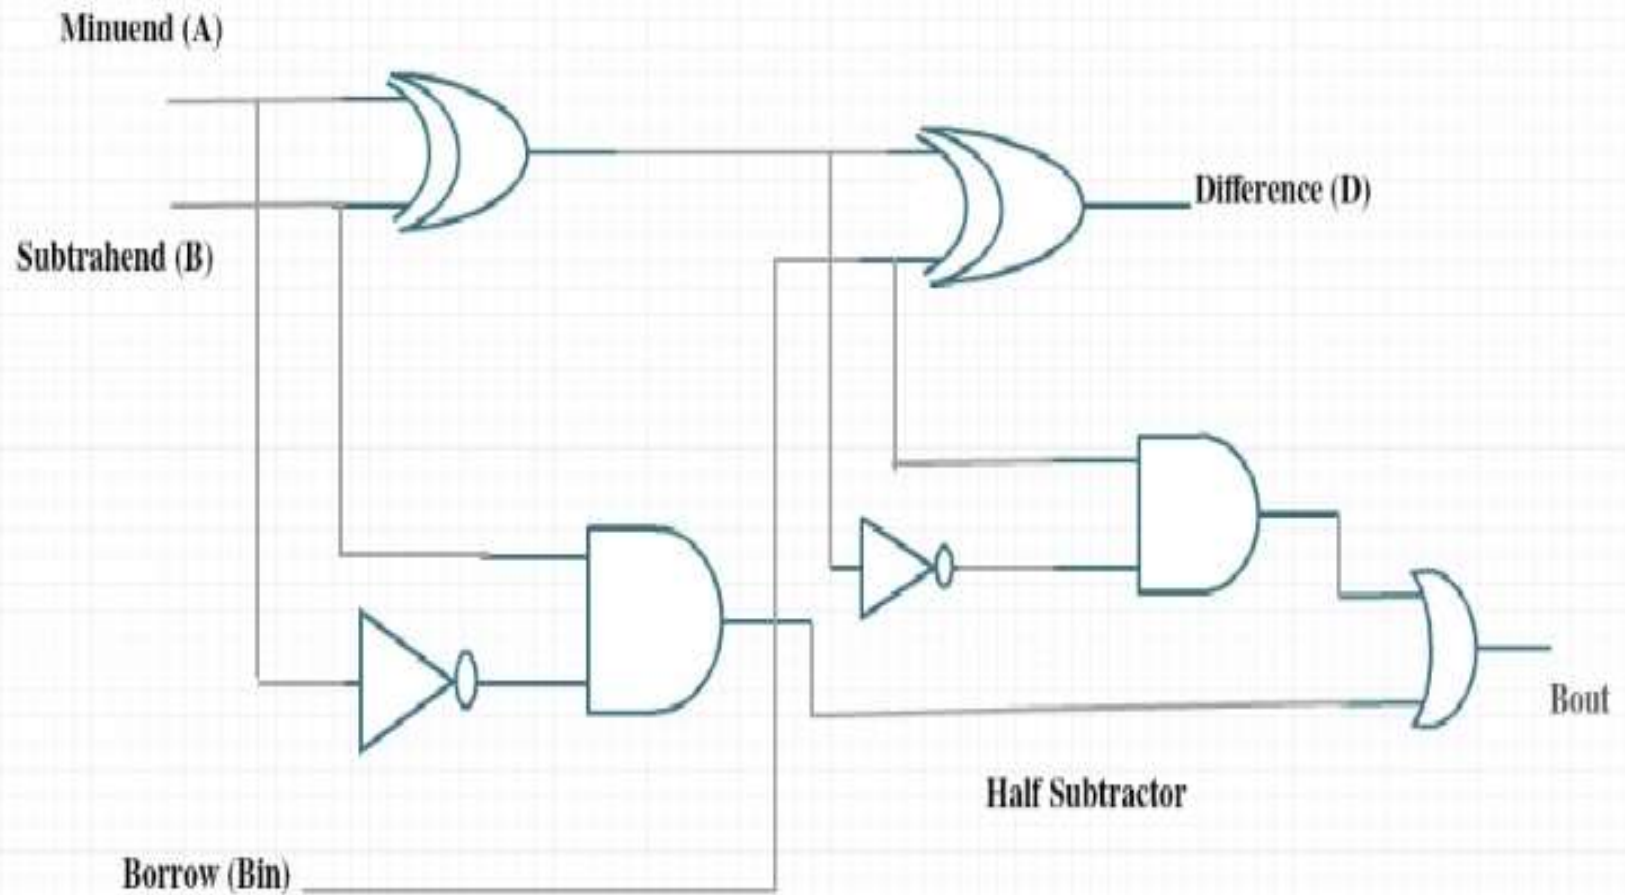 Minuend (A)
Subtrahend (B)
Difference (D)
Bout
Half Subtractor
Borrow (Bin)